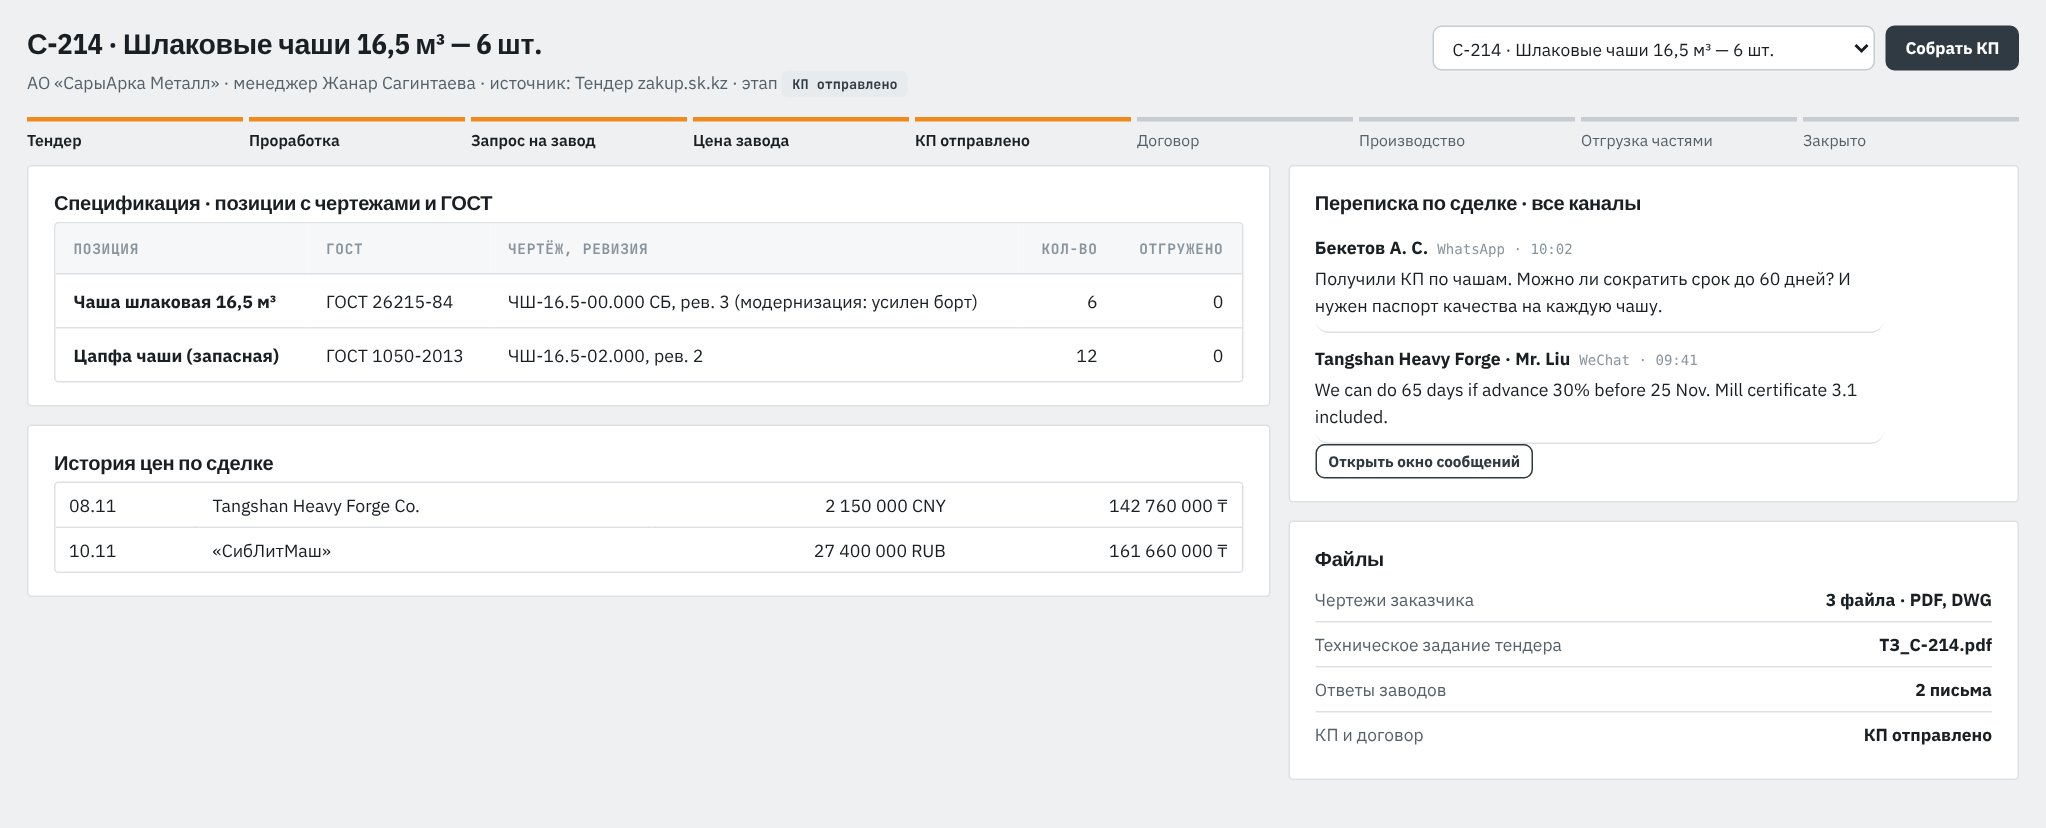 С-214 · Шлаковые чаши 16,5 м³ — 6 шт.
С-214 · Шлаковые чаши 16,5 м³ — 6 шт.
Собрать КП
АО «СарыАрка Металл» · менеджер Жанар Сагинтаева · источник: Тендер zakup.sk.kz · этап КП отправлено
Тендер Проработка Запрос на завод Цена завода КП отправлено Договор Производство Отгрузка частями Закрыто
Спецификация · позиции с чертежами и ГОСТ
ПОЗИЦИЯ ГОСТ ЧЕРТЁЖ, РЕВИЗИЯ КОЛ-ВО ОТГРУЖЕНО
Чаша шлаковая 16,5 м³ ГОСТ 26215-84 ЧШ-16.5-00.000 СБ, рев. 3 (модернизация: усилен борт) 6 0
Цапфа чаши (запасная) ГОСТ 1050-2013 ЧШ-16.5-02.000, рев. 2 12 0
История цен по сделке
08.11 Tangshan Heavy Forge Co. 2 150 000 CNY 142 760 000 ₸
10.11 «СибЛитМаш» 27 400 000 RUB 161 660 000 ₸
Переписка по сделке · все каналы
Бекетов А. С. WhatsApp · 10:02
Получили КП по чашам. Можно ли сократить срок до 60 дней? И
нужен паспорт качества на каждую чашу.
Tangshan Heavy Forge · Mr. Liu WeChat · 09:41
We can do 65 days if advance 30% before 25 Nov. Mill certificate 3.1
included.
Открыть окно сообщений
Файлы
Чертежи заказчика 3 файла · PDF, DWG
Техническое задание тендера ТЗ_С-214.pdf
Ответы заводов 2 письма
КП и договор КП отправлено